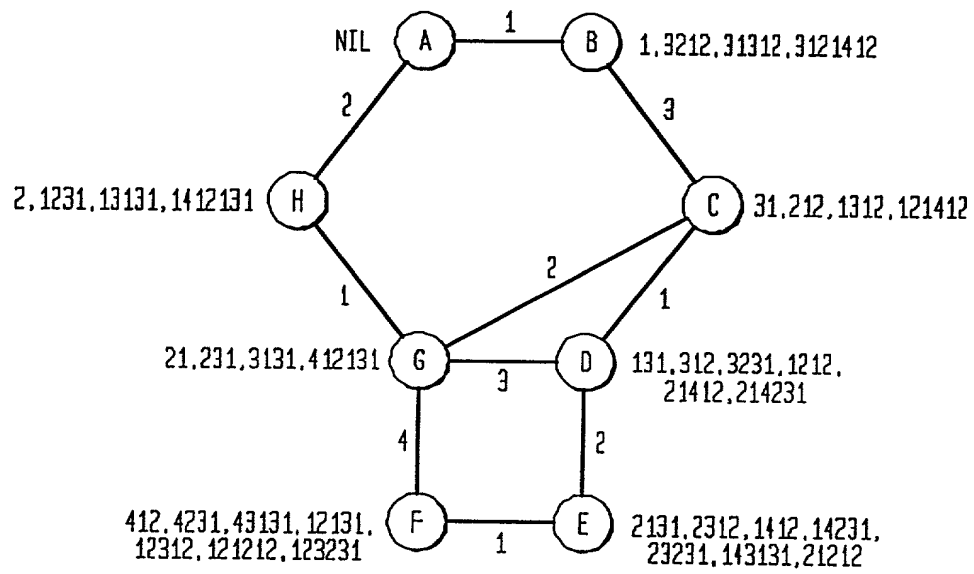 1
NIL A B 1,3212,31312,3121412
2 3
2,1231,13131,1412131 H C 31,212,1312,121412
2
1 1
21,231,3131,412131 G D 131,312,3231,1212,
3 21412,214231
4 2
412,4231,43131,12131, F E 2131,2312,1412,14231,
12312,121212,123231 1 23231,143131,21212